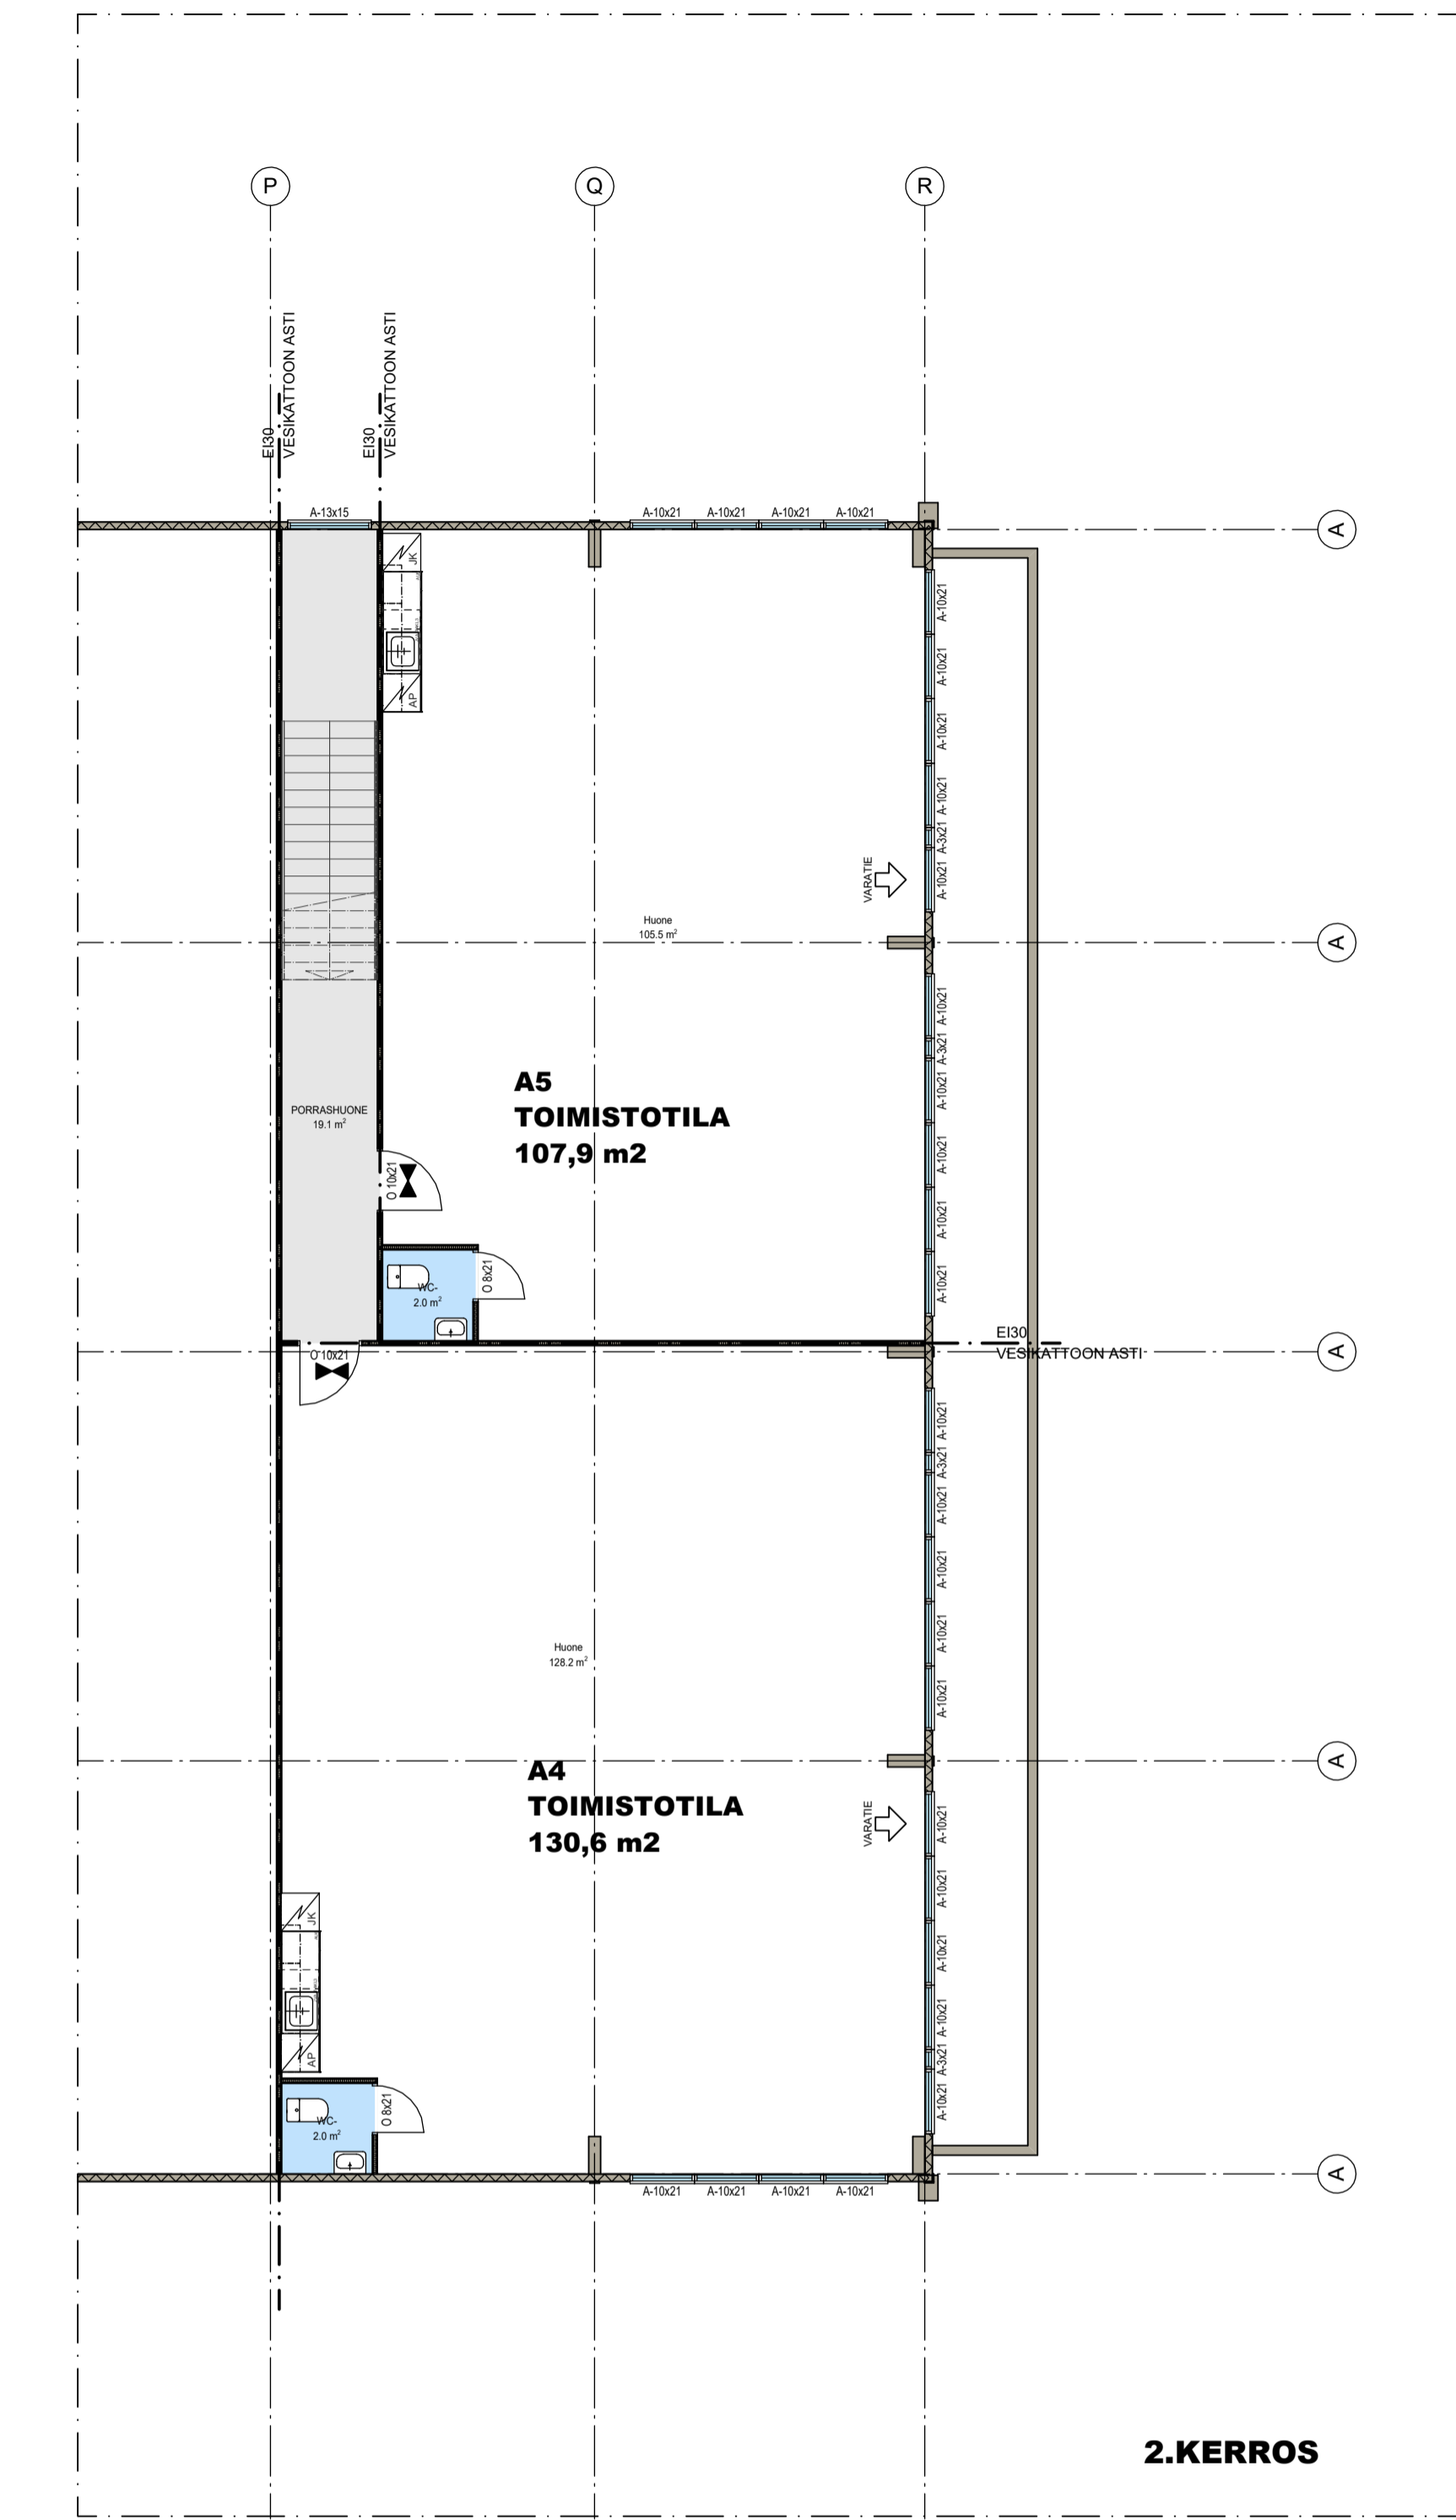 P
Q
R
EI30
VESIKATTOON ASTI
EI30
VESIKATTOON ASTI
A-13x15
A-10x21
A-10x21
A-10x21
A-10x21
A
JK
AP
A-10x21
A-10x21
A-10x21
A-10x21
A-3x21
A-10x21
VARATIE
Huone
105.5 m²
A
A-10x21
A-3x21
A-10x21
A-10x21
A-10x21
A-10x21
A5
TOIMISTOTILA
107,9 m2
PORRASHUONE
19.1 m²
O 10x21
O 8x21
WC-
2.0 m²
EI30
VESIKATTOON ASTI
A
O 10x21
A-10x21
A-3x21
A-10x21
A-10x21
A-10x21
A-10x21
Huone
128.2 m²
A
A4
TOIMISTOTILA
130,6 m2
VARATIE
A-10x21
A-10x21
A-10x21
A-10x21
A-3x21
A-10x21
JK
AP
O 8x21
WC-
2.0 m²
A
A-10x21
A-10x21
A-10x21
A-10x21
2.KERROS